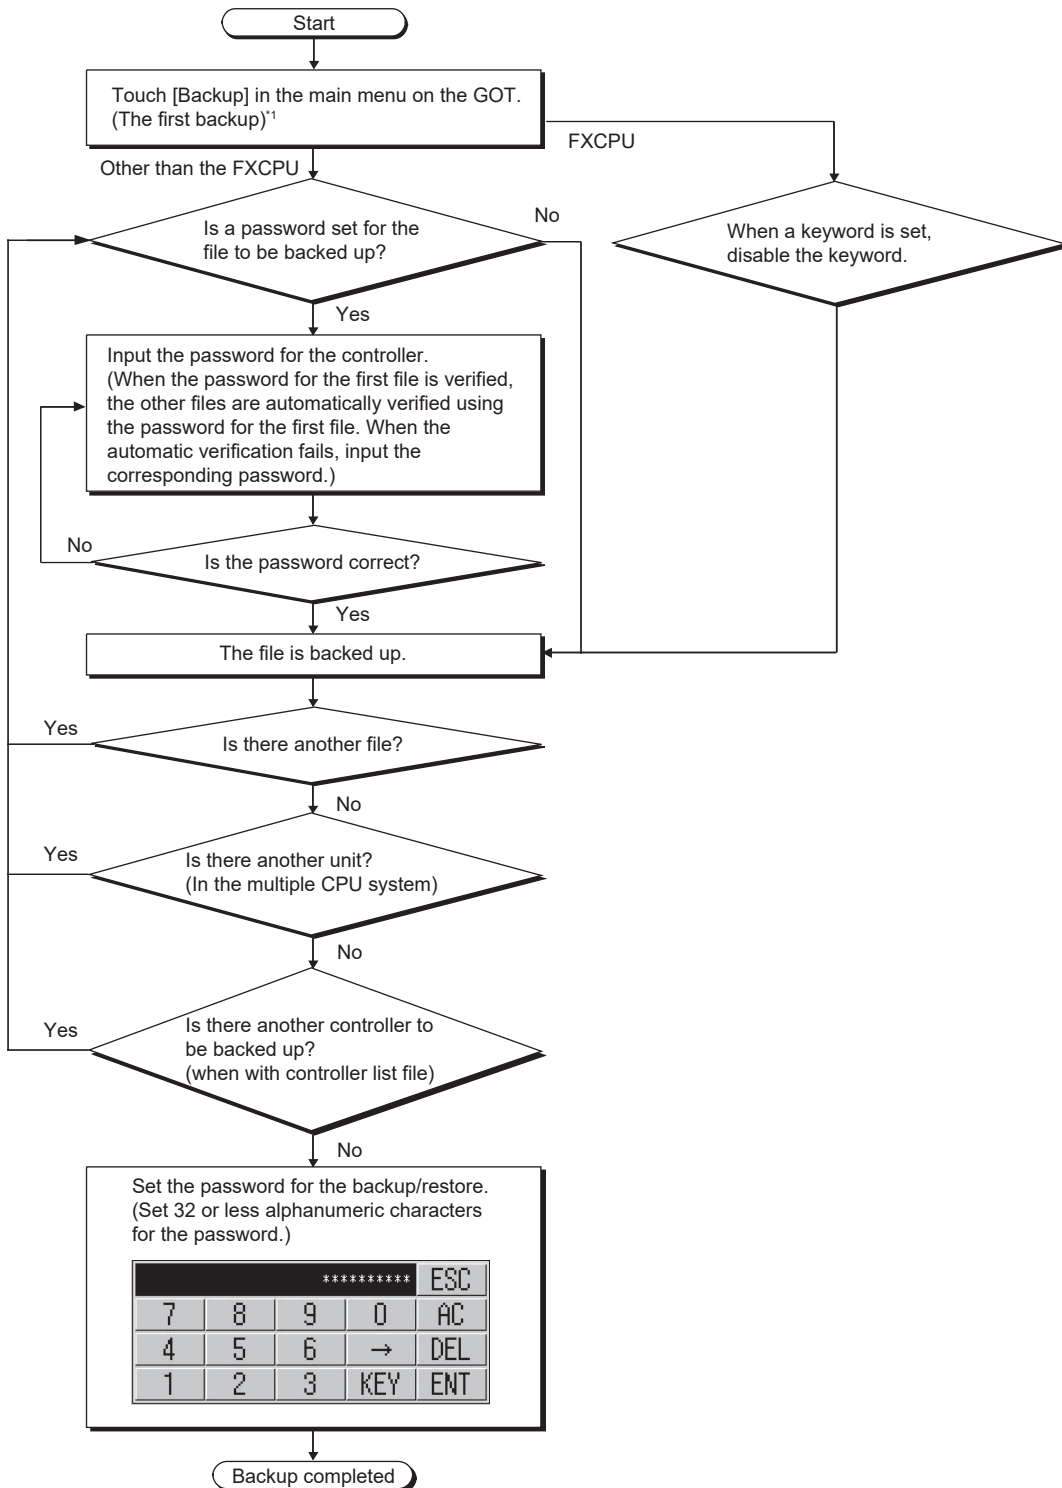 Start
Touch [Backup] in the main menu on the GOT.
(The first backup)*1
FXCPU
Other than the FXCPU
Is a password set for the
file to be backed up?
No
When a keyword is set,
disable the keyword.
Yes
Input the password for the controller.
(When the password for the first file is verified,
the other files are automatically verified using
the password for the first file. When the
automatic verification fails, input the
corresponding password.)
No
Is the password correct?
Yes
The file is backed up.
Yes
Is there another file?
No
Yes
Is there another unit?
(In the multiple CPU system)
No
Yes
Is there another controller to
be backed up?
(when with controller list file)
No
Set the password for the backup/restore.
(Set 32 or less alphanumeric characters
for the password.)
********** ESC
7 8 9 0 AC
4 5 6 → DEL
1 2 3 KEY ENT
Backup completed